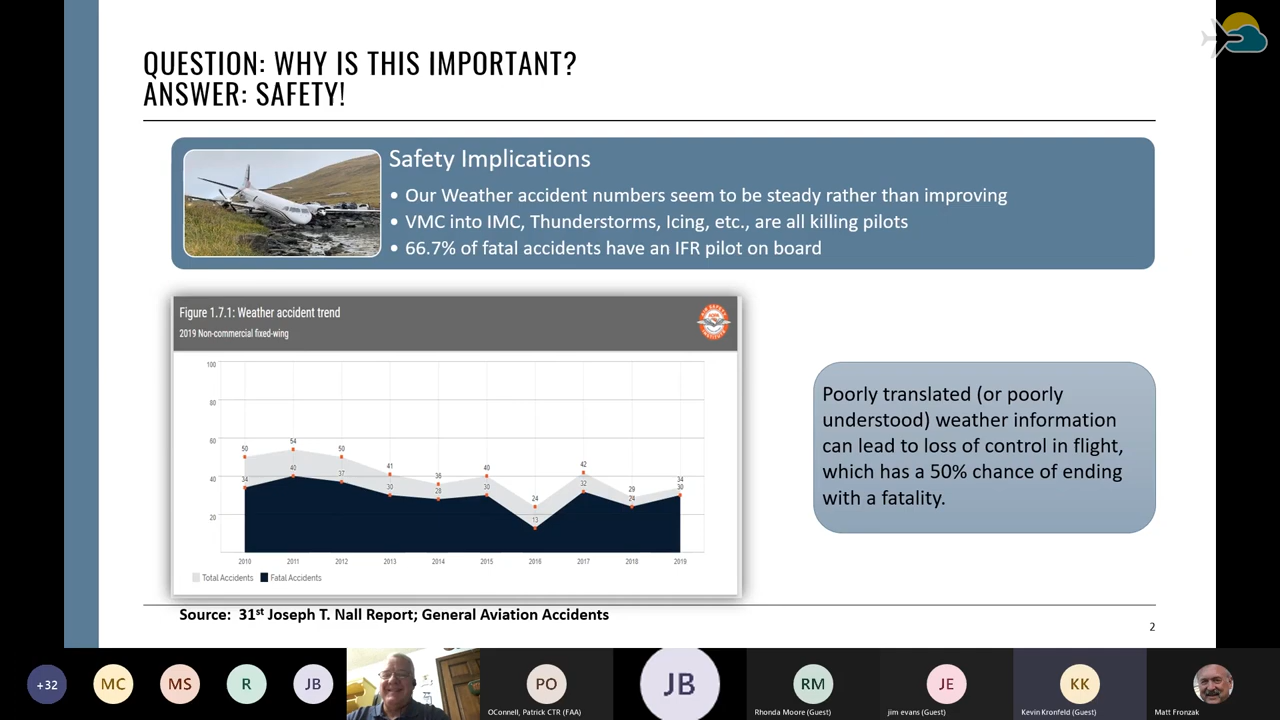 QUESTION: WHY IS THIS IMPORTANT?
ANSWER: SAFETY!
Safety Implications
• Our Weather accident numbers seem to be steady rather than improving
• VMC into IMC, Thunderstorms, Icing, etc., are all killing pilots
• 66.7% of fatal accidents have an IFR pilot on board
Figure 1.7.1: Weather accident trend
2019 Non-commercial fixed-wing
100
80
60
40
20
50 54 50 41 36 40 24 42 29 34
34 40 37 30 28 30 13 32 24 30
2010 2011 2012 2013 2014 2015 2016 2017 2018 2019
Total Accidents Fatal Accidents
Poorly translated (or poorly
understood) weather information
can lead to loss of control in flight,
which has a 50% chance of ending
with a fatality.
Source: 31st Joseph T. Nall Report; General Aviation Accidents
2
+32 MC MS R JB PO JB RM JE KK
OConnell, Patrick CTR (FAA) Rhonda Moore (Guest) jim evans (Guest) Kevin Kronfeld (Guest) Matt Fronzak